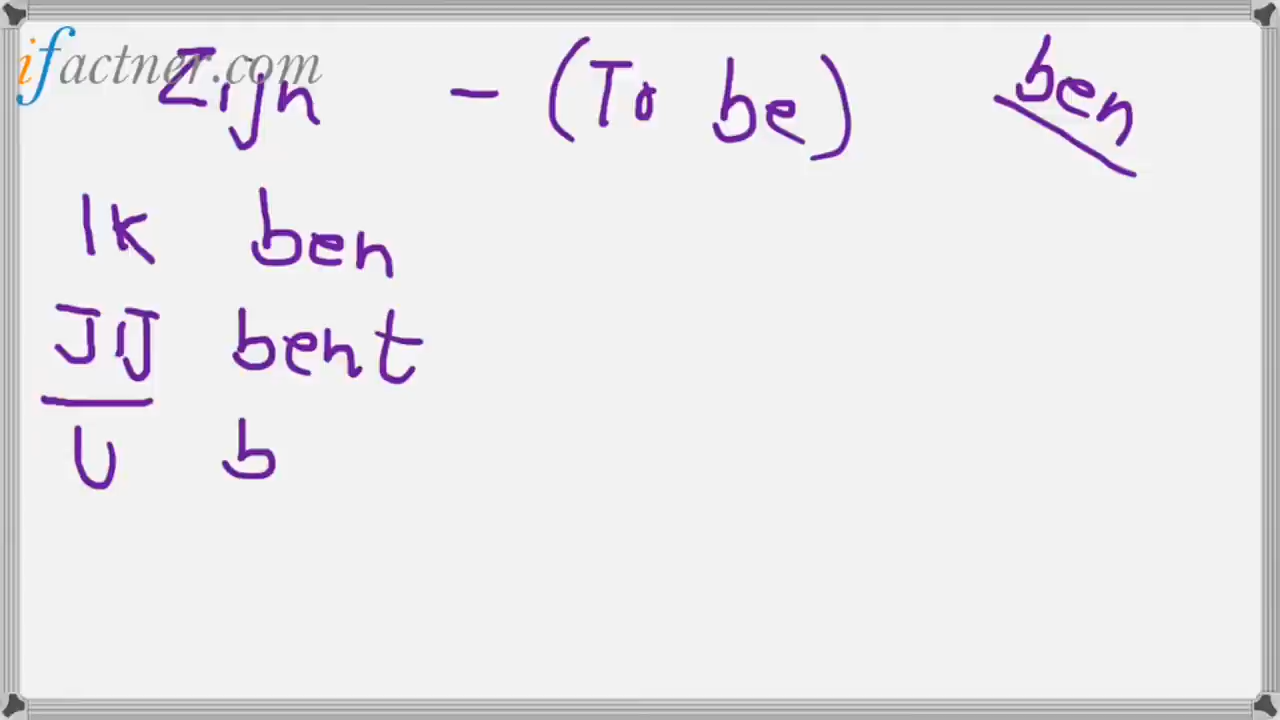 ifactner.com
Zijn - (To be) ben
Ik ben
JIJ bent
U b